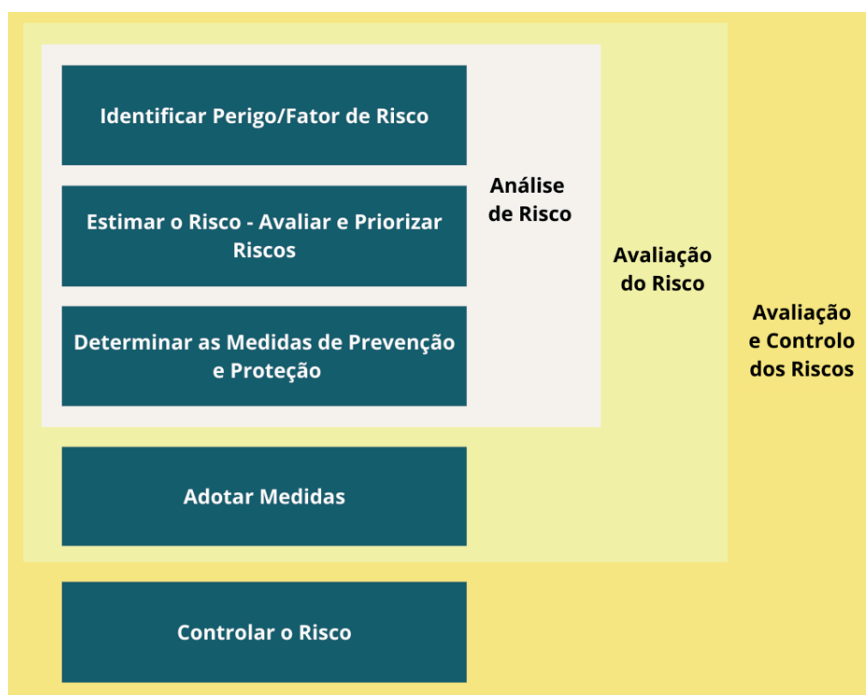 Identificar Perigo/Fator de Risco
Estimar o Risco - Avaliar e Priorizar
Riscos
Determinar as Medidas de Prevenção
e Proteção
Adotar Medidas
Controlar o Risco
Análise
de Risco
Avaliação
do Risco
Avaliação
e Controlo
dos Riscos